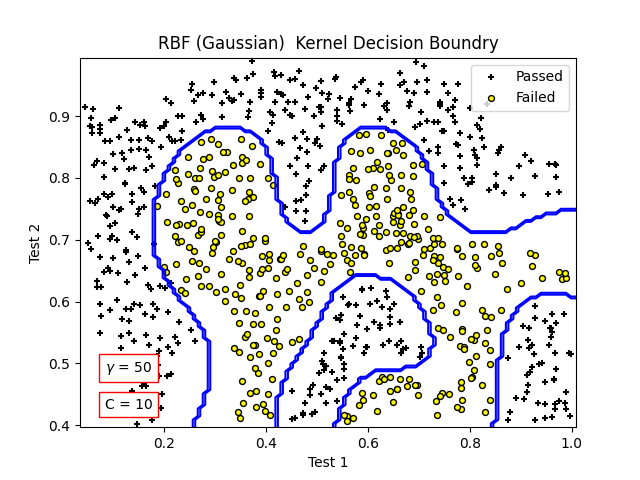 RBF (Gaussian)  Kernel Decision Boundry
Passed
Failed
0.9
0.8
0.7
0.6
0.5
0.4
Test 2
γ = 50
C = 10
0.2
0.4
0.6
0.8
1.0
Test 1